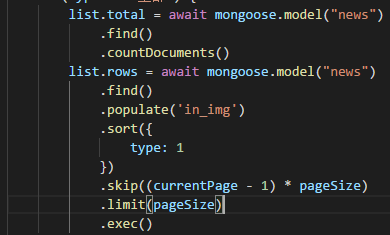 list.total = await mongoose.model("news")
.find()
.countDocuments()
list.rows = await mongoose.model("news")
.find()
.populate('in_img')
.sort({
type: 1
})
.skip((currentPage - 1) * pageSize)
.limit(pageSize)
.exec()